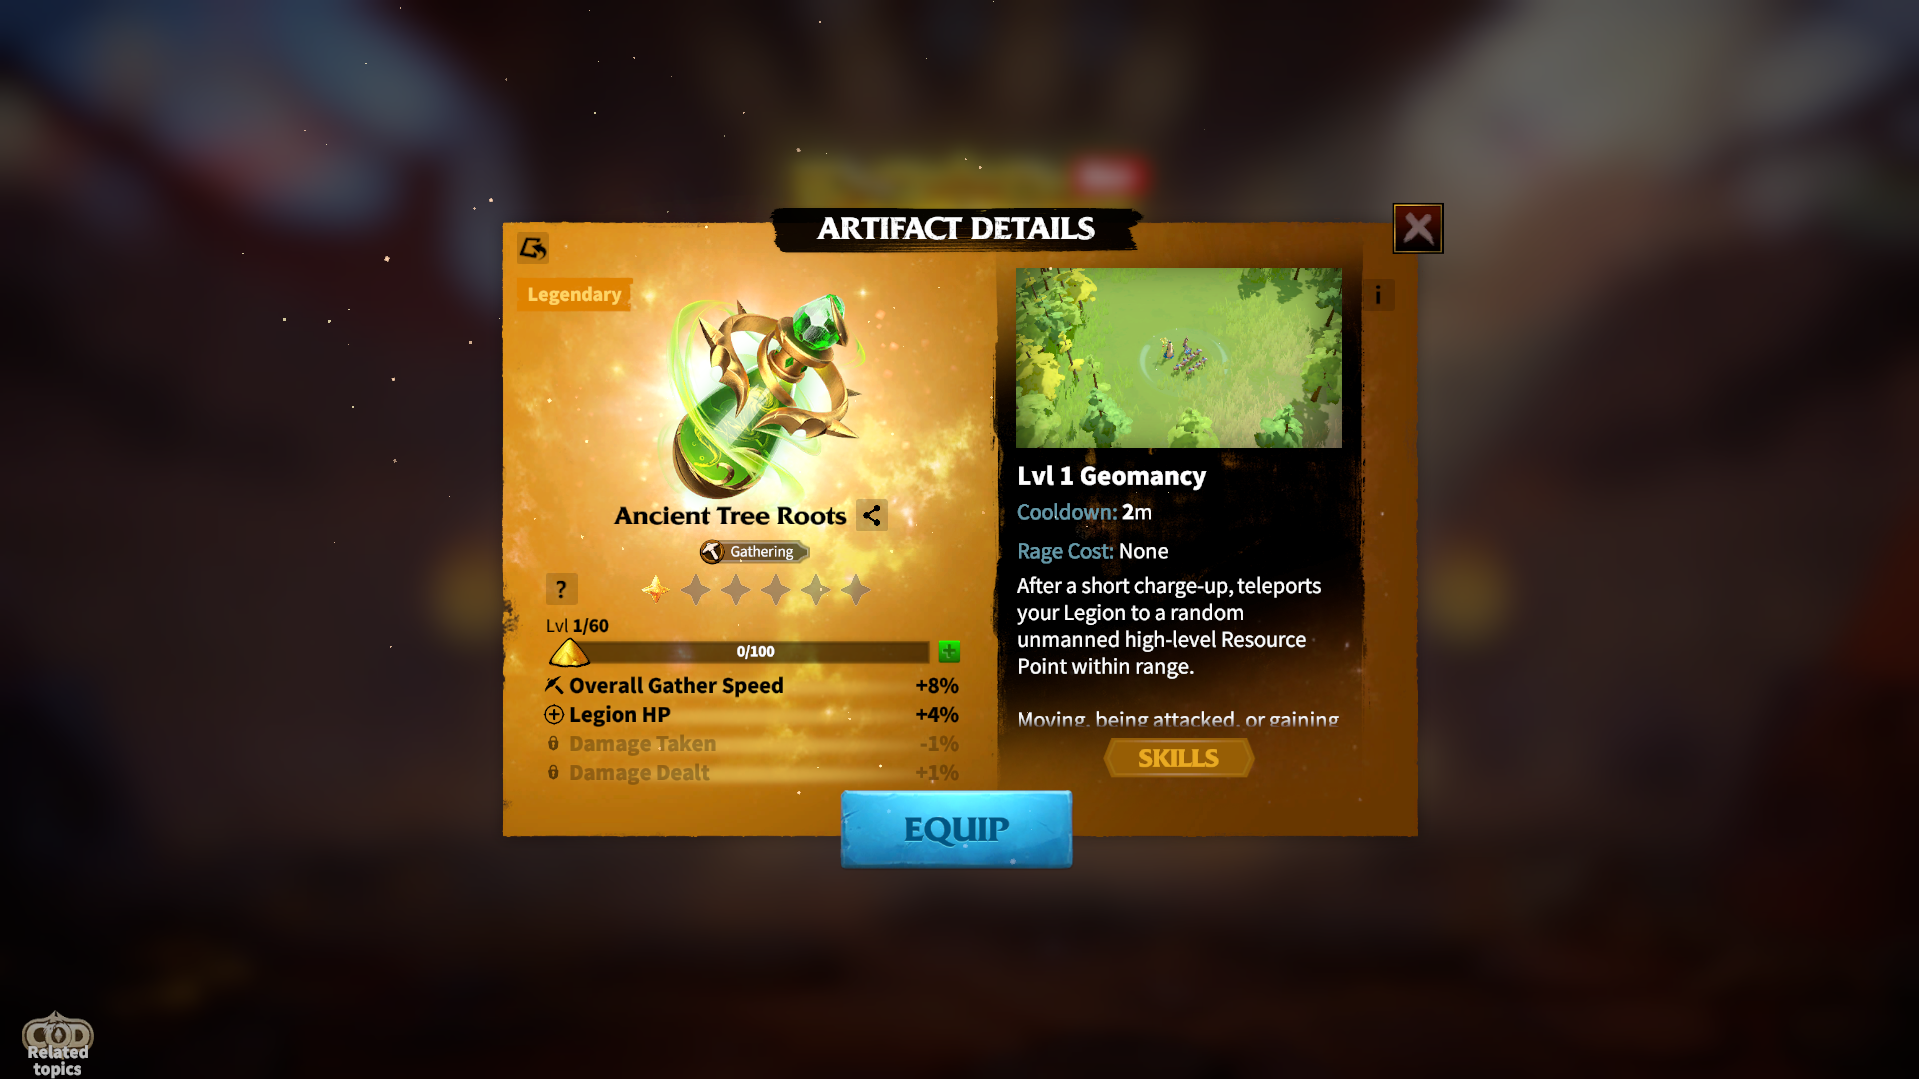 ARTIFACT DETAILS
Legendary
i
Ancient Tree Roots
Gathering
?
Lvl 1/60
0/100
Overall Gather Speed +8%
Legion HP +4%
Damage Taken -1%
Damage Dealt +1%
Lvl 1 Geomancy
Cooldown: 2m
Rage Cost: None
After a short charge-up, teleports
your Legion to a random
unmanned high-level Resource
Point within range.
Moving, being attacked, or gaining
SKILLS
EQUIP
COD
Related
topics